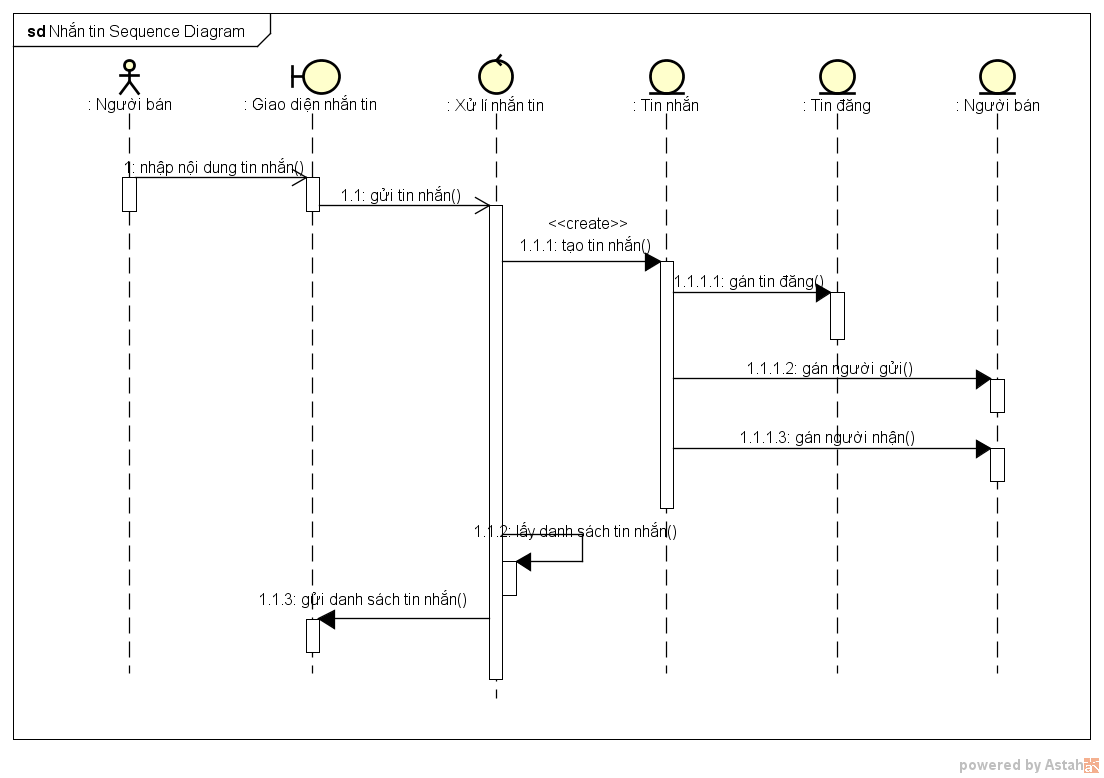 sd Nhắn tin Sequence Diagram
: Người bán
: Giao diện nhắn tin
: Xử lí nhắn tin
: Tin nhắn
: Tin đăng
: Người bán
1: nhập nội dung tin nhắn()
1.1: gửi tin nhắn()
<<create>>
1.1.1: tạo tin nhắn()
1.1.1.1: gán tin đăng()
1.1.1.2: gán người gửi()
1.1.1.3: gán người nhận()
1.1.2: lấy danh sách tin nhắn()
1.1.3: gửi danh sách tin nhắn()
powered by Astah